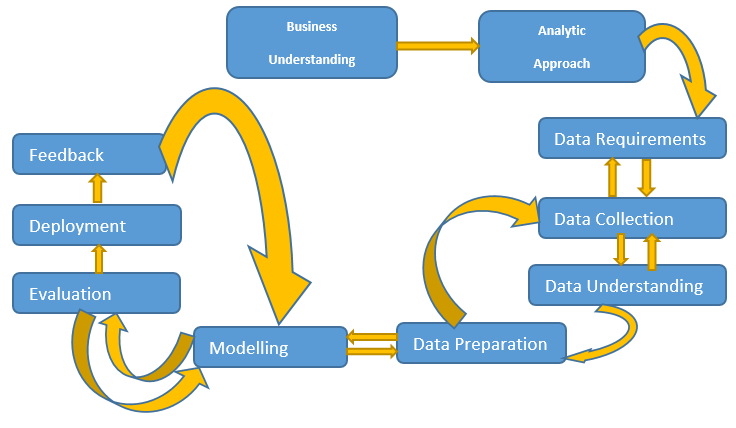 Business
Understanding
Analytic
Approach
Data Requirements
Data Collection
Data Understanding
Data Preparation
Modelling
Evaluation
Deployment
Feedback